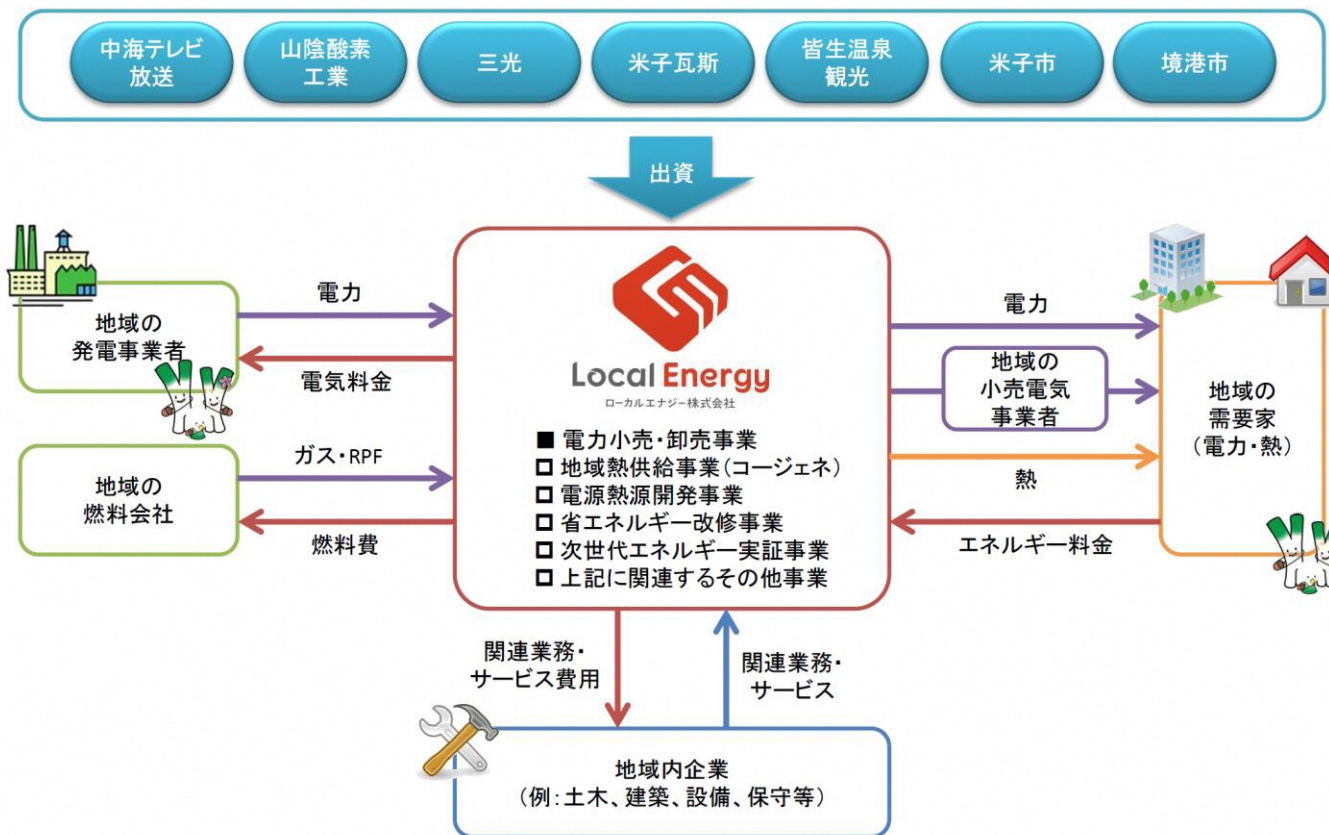 中海テレビ
放送
山陰酸素
工業
三光
米子瓦斯
皆生温泉
観光
米子市
境港市
出資
地域の
発電事業者
電力
電気料金
地域の
燃料会社
ガス・RPF
燃料費
Local Energy
ローカルエナジー株式会社
■ 電力小売・卸売事業
□ 地域熱供給事業(コージェネ)
□ 電源熱源開発事業
□ 省エネルギー改修事業
□ 次世代エネルギー実証事業
□ 上記に関連するその他事業
電力
地域の
小売電気
事業者
熱
エネルギー料金
地域の
需要家
(電力・熱)
関連業務・
サービス費用
関連業務・
サービス
地域内企業
(例:土木、建築、設備、保守等)